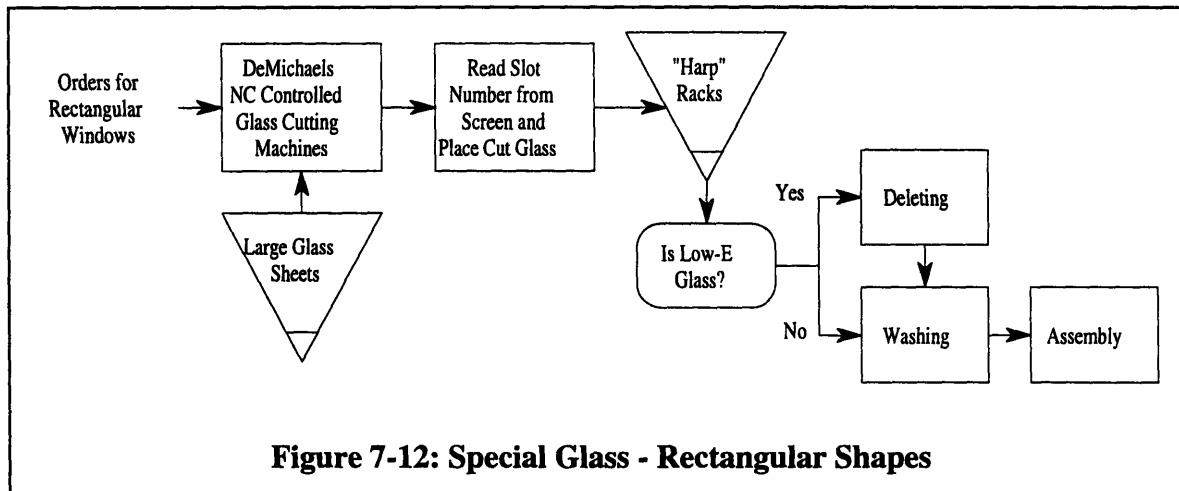 Orders for
Rectangular
Windows
DeMichaels
NC Controlled
Glass Cutting
Machines
Read Slot
Number from
Screen and
Place Cut Glass
"Harp"
Racks
Large Glass
Sheets
Is Low-E
Glass?
Yes
Deleting
No
Washing
Assembly
Figure 7-12: Special Glass - Rectangular Shapes